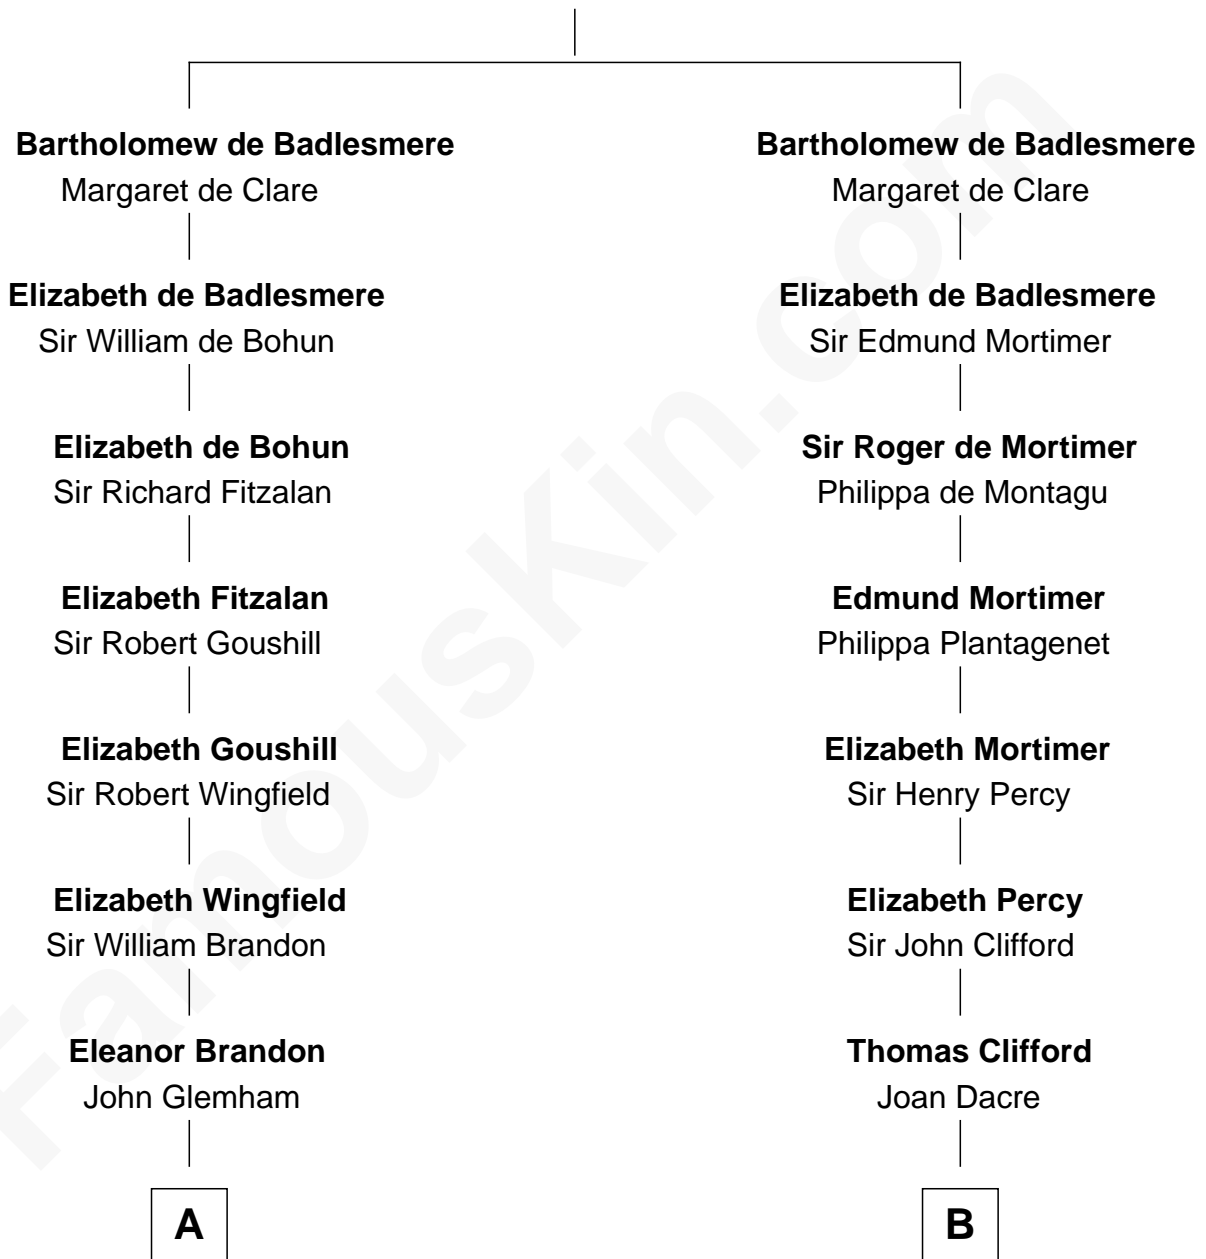 Bartholomew de Badlesmere
Margaret de Clare
Elizabeth de Badlesmere
Sir William de Bohun
Elizabeth de Bohun
Sir Richard Fitzalan
Elizabeth Fitzalan
Sir Robert Goushill
Elizabeth Goushill
Sir Robert Wingfield
Elizabeth Wingfield
Sir William Brandon
Eleanor Brandon
John Glemham
A
Bartholomew de Badlesmere
Margaret de Clare
Elizabeth de Badlesmere
Sir Edmund Mortimer
Sir Roger de Mortimer
Philippa de Montagu
Edmund Mortimer
Philippa Plantagenet
Elizabeth Mortimer
Sir Henry Percy
Elizabeth Percy
Sir John Clifford
Thomas Clifford
Joan Dacre
B
FamousKin.com